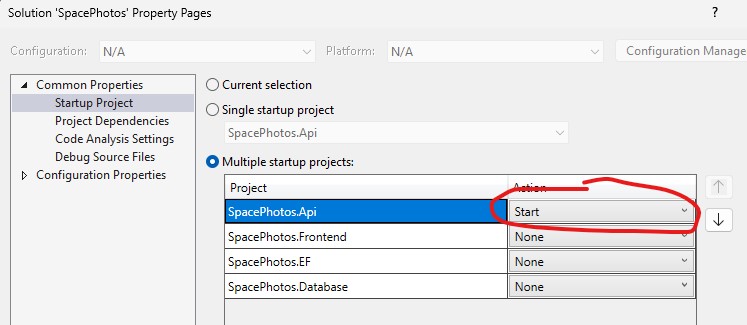 Solution 'SpacePhotos' Property Pages ?
Configuration: N/A Platform: N/A Configuration Manage
Common Properties
Startup Project
Project Dependencies
Code Analysis Settings
Debug Source Files
Configuration Properties
Current selection
Single startup project
SpacePhotos.Api
Multiple startup projects:
Project Action
SpacePhotos.Api Start
SpacePhotos.Frontend None
SpacePhotos.EF None
SpacePhotos.Database None